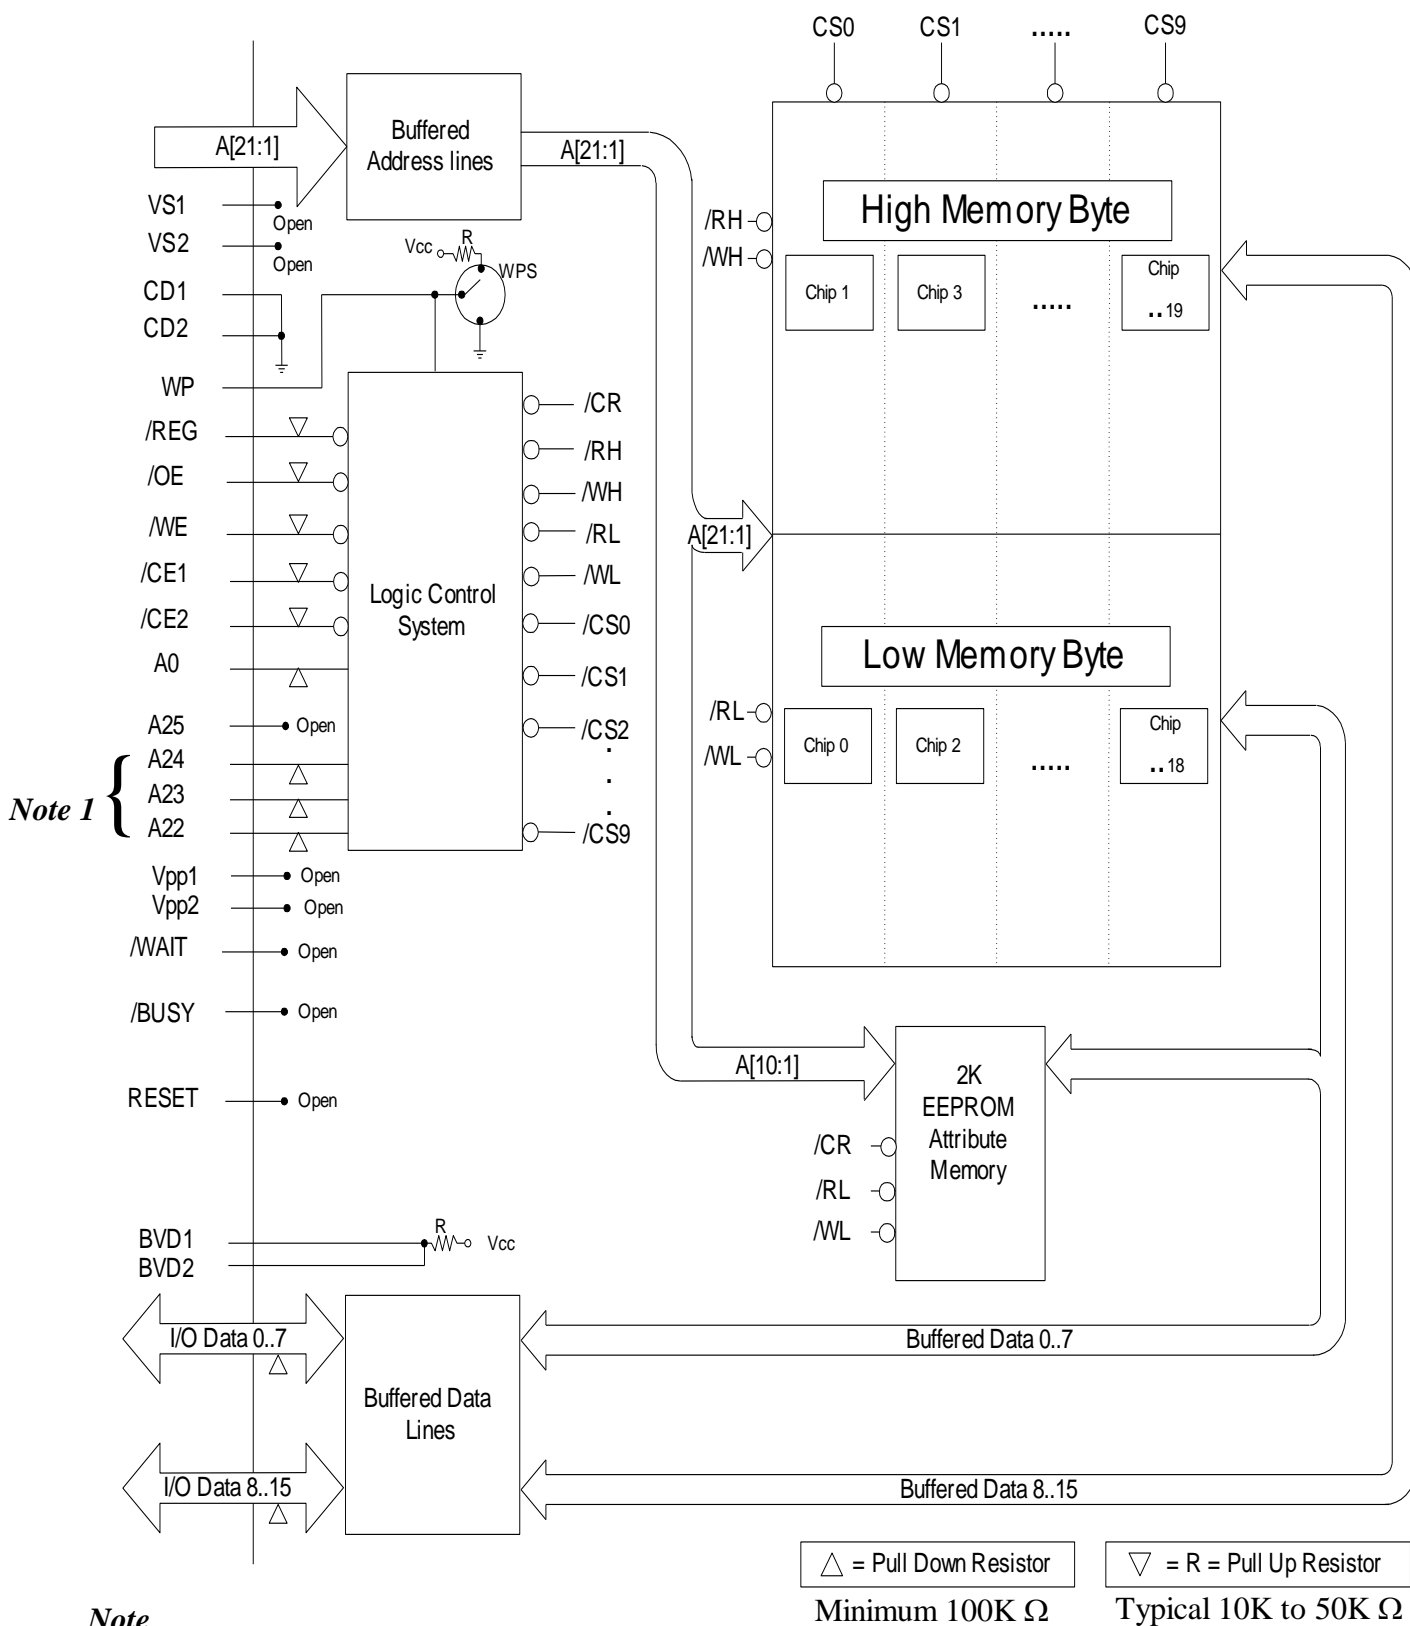 CS0 CS1 ..... CS9
A[21:1]
Buffered
Address lines
A[21:1]
VS1
Open
VS2
Open
Vcc R
WPS
CD1
CD2
WP
/REG
/OE
/WE
/CE1
/CE2
A0
A25 Open
A24
A23
A22
Note 1 {
Logic Control
System
/CR
/RH
/WH
/RL
/WL
/CS0
/CS1
/CS2
.
.
.
/CS9
Vpp1 Open
Vpp2 Open
/WAIT Open
/BUSY Open
RESET Open
High Memory Byte
/RH
/WH
Chip 1
Chip 3
.....
Chip
..19
A[21:1]
Low Memory Byte
/RL
/WL
Chip 0
Chip 2
.....
Chip
..18
A[10:1]
2K
EEPROM
Attribute
Memory
/CR
/RL
/WL
BVD1
BVD2
R
Vcc
I/O Data 0..7
Buffered Data 0..7
Buffered Data
Lines
I/O Data 8..15
Buffered Data 8..15
△ = Pull Down Resistor
Minimum 100K Ω
▽ = R = Pull Up Resistor
Typical 10K to 50K Ω
Note